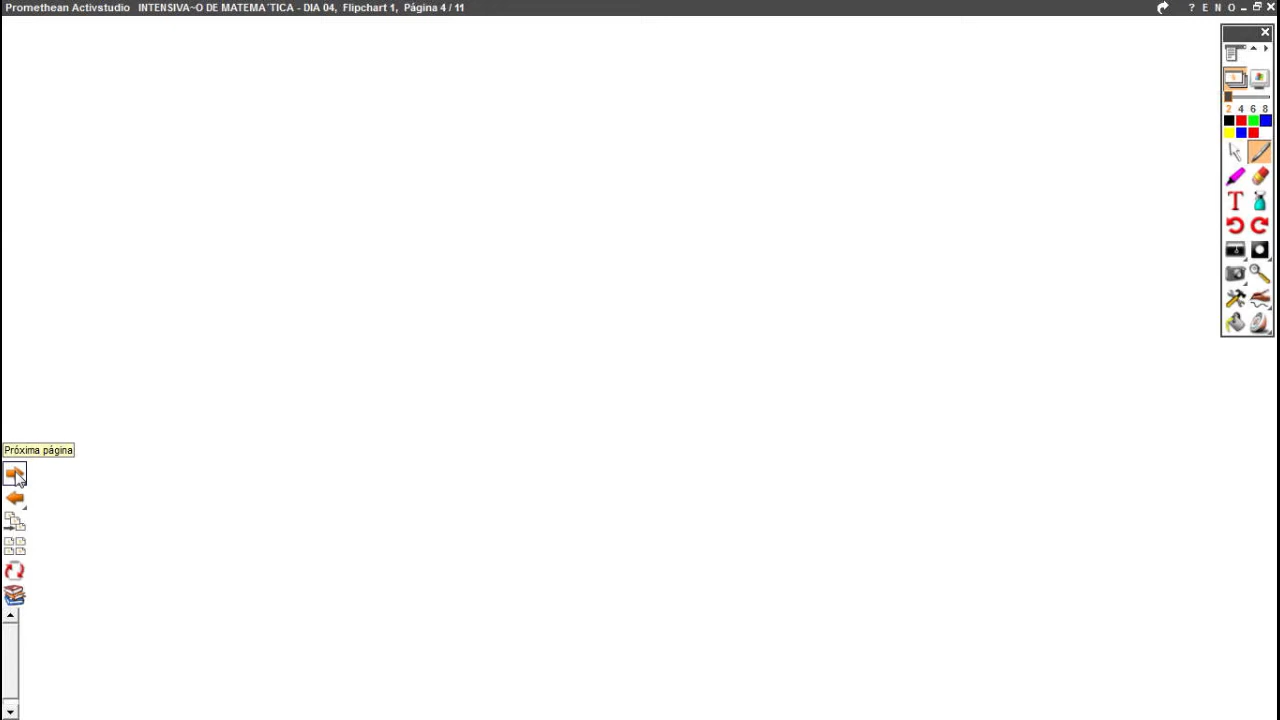 Promethean Activstudio INTENSIVA~O DE MATEMA´TICA - DIA 04, Flipchart 1, Página 4 / 11
? E N O
2 4 6 8
T
Próxima página